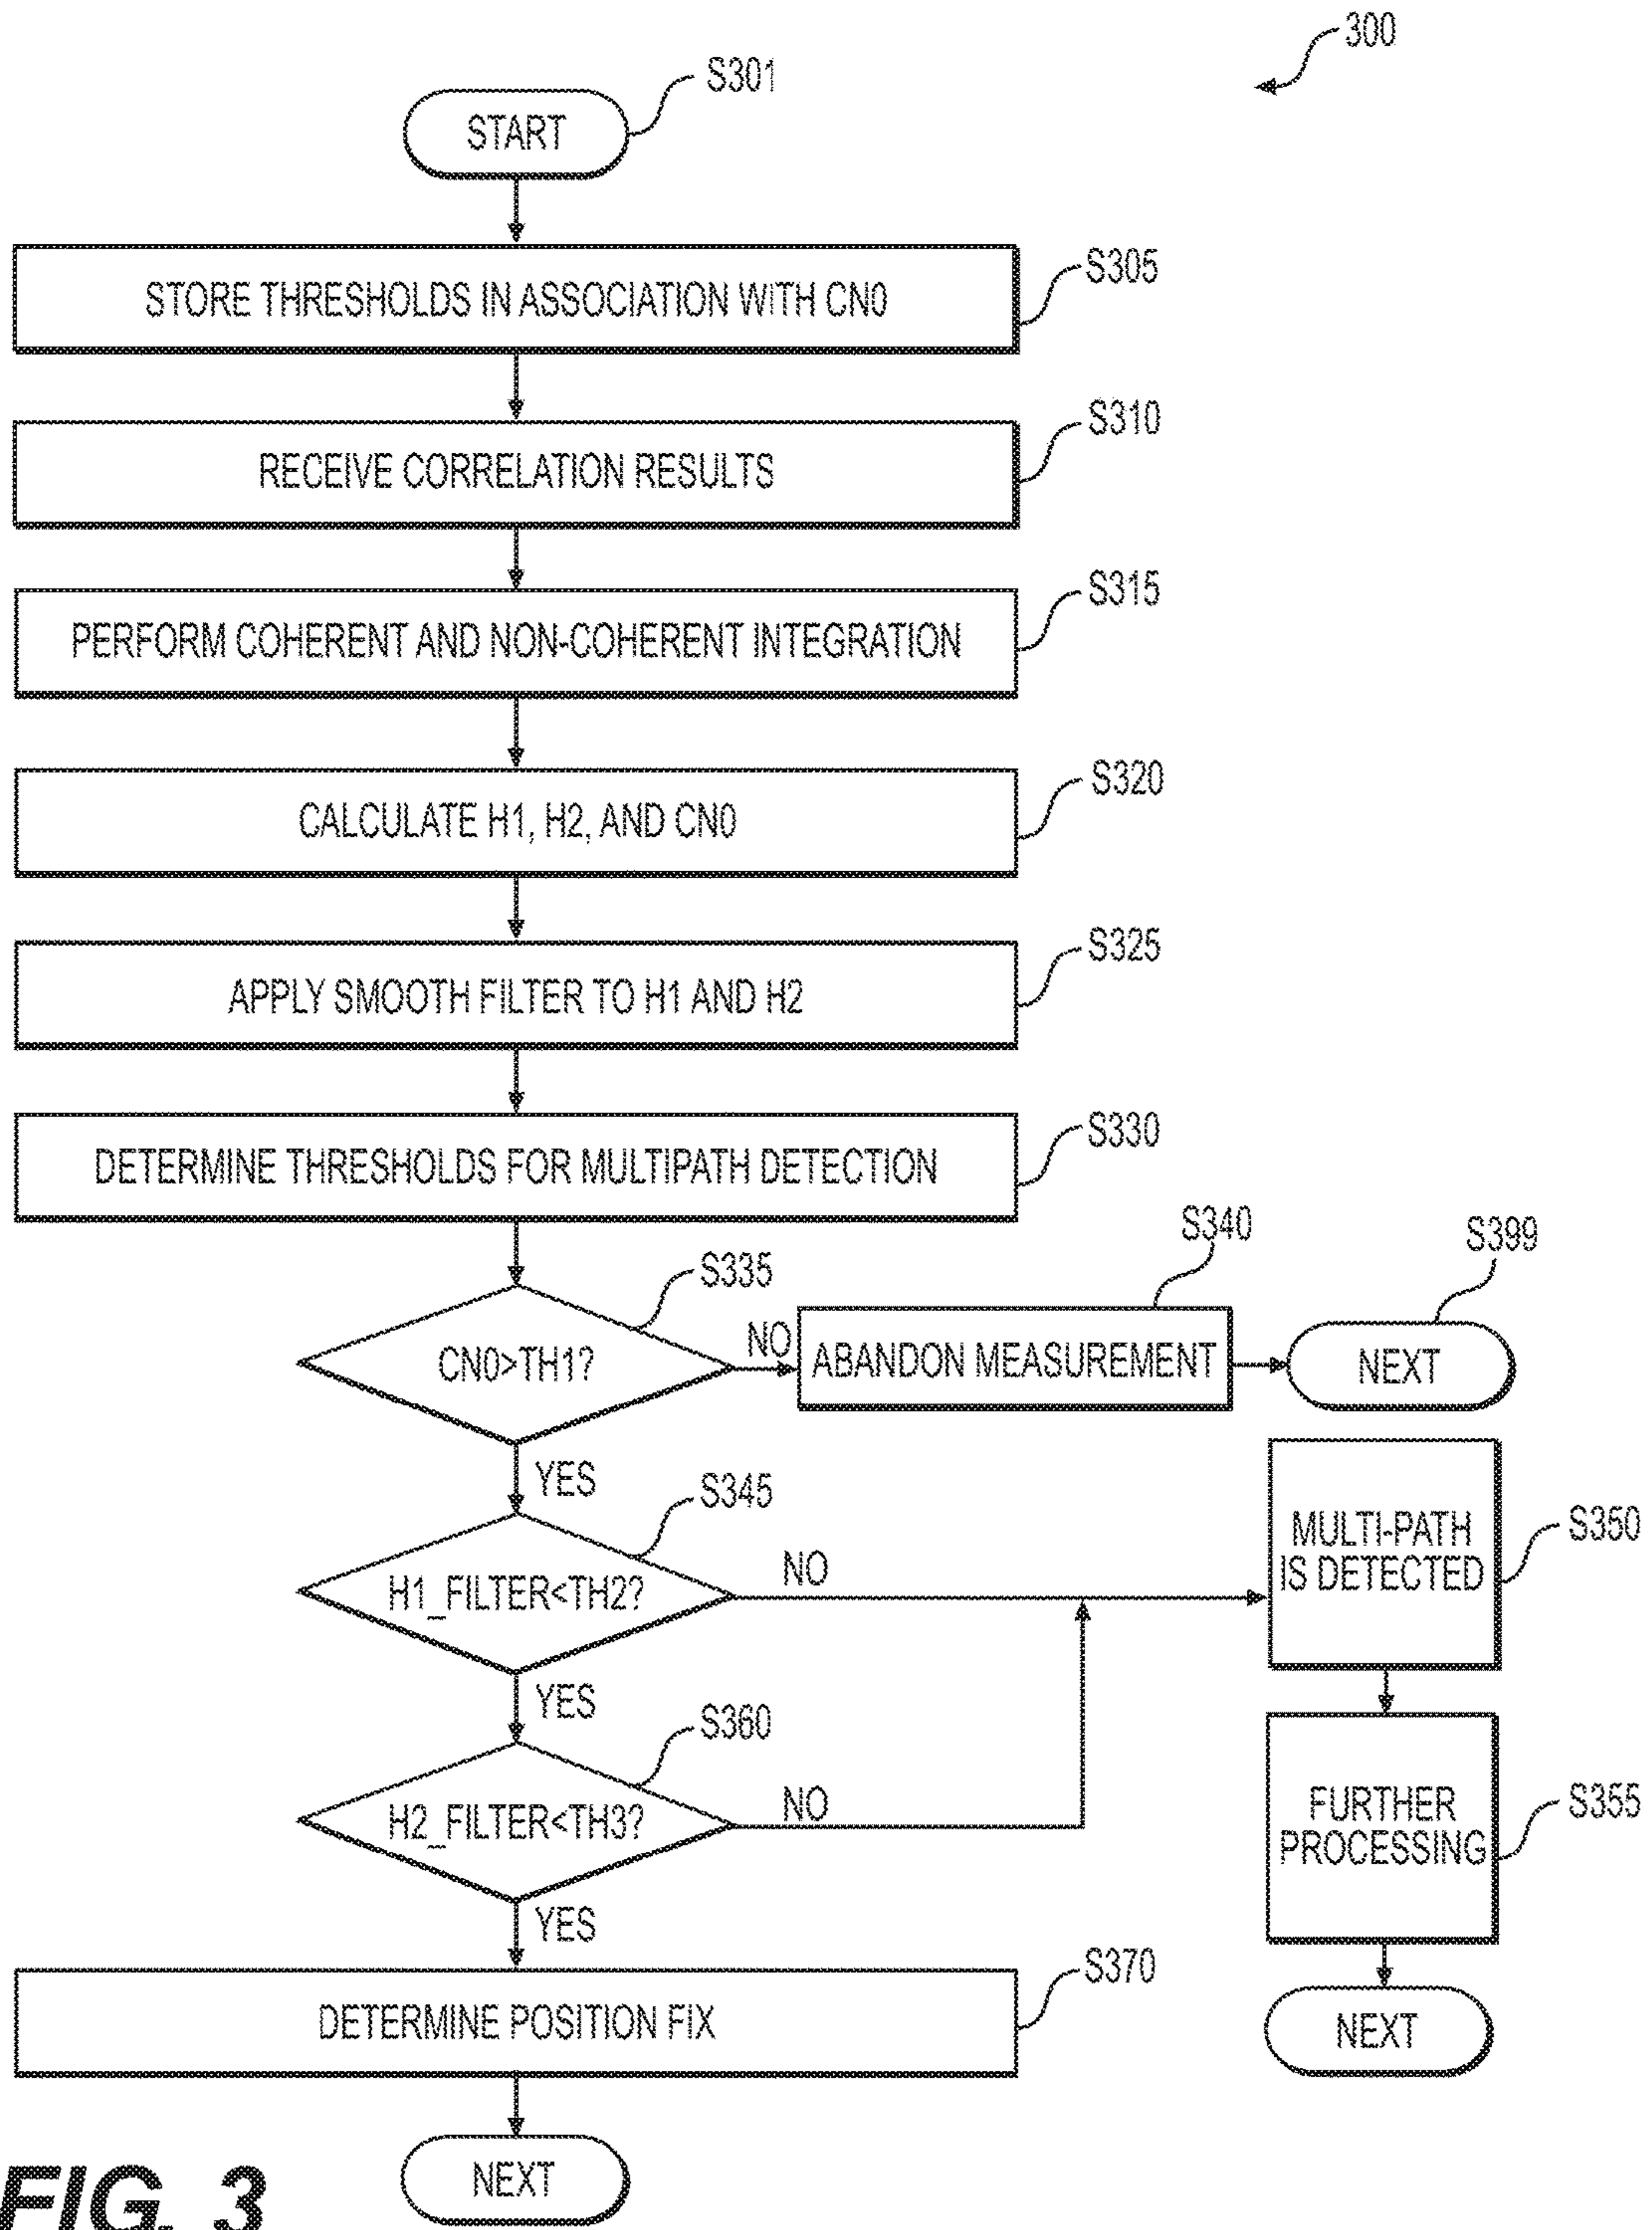 300
S301
START
S305
STORE THRESHOLDS IN ASSOCIATION WITH CN0
S310
RECEIVE CORRELATION RESULTS
S315
PERFORM COHERENT AND NON-COHERENT INTEGRATION
S320
CALCULATE H1, H2, AND CN0
S325
APPLY SMOOTH FILTER TO H1 AND H2
S330
DETERMINE THRESHOLDS FOR MULTIPATH DETECTION
S335
CN0>TH1?
NO
S340
ABANDON MEASUREMENT
S399
NEXT
YES
S345
H1_FILTER<TH2?
NO
S350
MULTI-PATH
IS DETECTED
YES
S360
H2_FILTER<TH3?
NO
S355
FURTHER
PROCESSING
NEXT
YES
S370
DETERMINE POSITION FIX
NEXT
FIG. 3